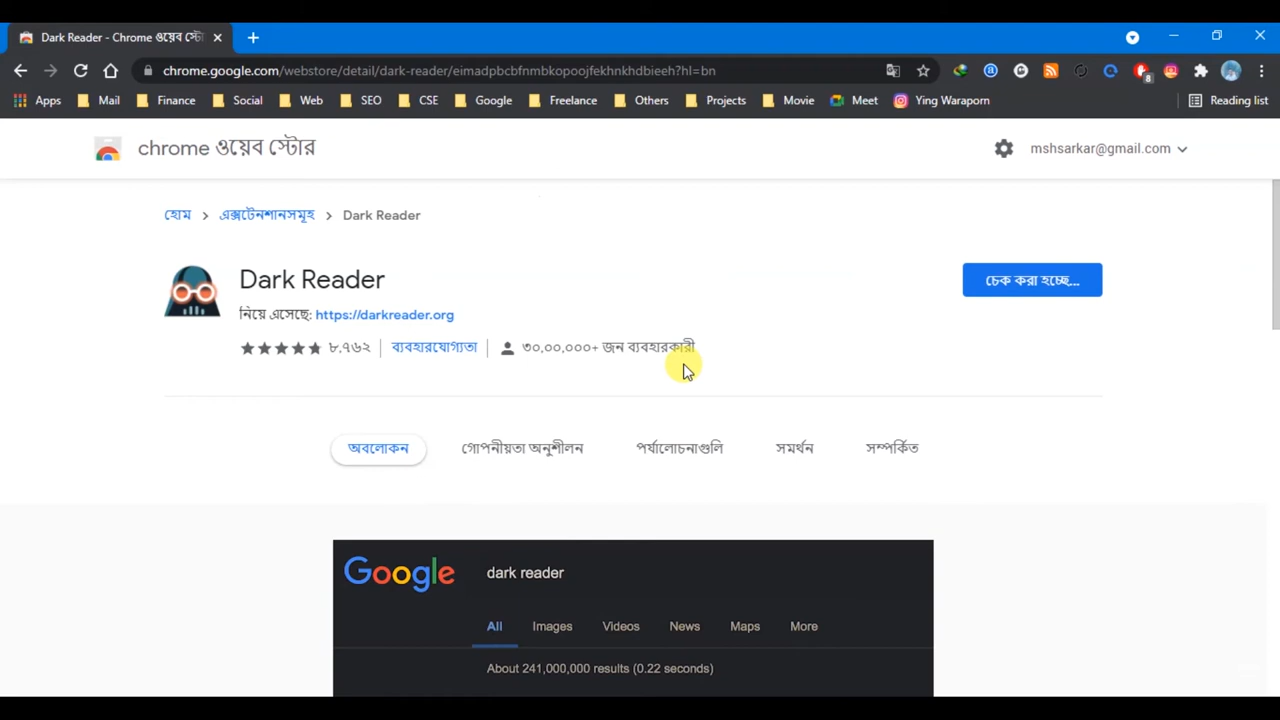 Dark Reader - Chrome ওয়েব স্টো
chrome.google.com/webstore/detail/dark-reader/eimadpbcbfnmbkopoojfekhnkhdbieeh?hl=bn
8
Apps Mail Finance Social Web SEO CSE Google Freelance Others Projects Movie Meet Ying Waraporn Reading list
chrome ওয়েব স্টোর
mshsarkar@gmail.com
হোম > এক্সটেনশানসমূহ > Dark Reader
Dark Reader
চেক করা হচ্ছে...
নিয়ে এসেছে: https://darkreader.org
৮,৭৬২ | ব্যবহারযোগ্যতা | ৩০,০০,০০০+ জন ব্যবহারকারী
অবলোকন গোপনীয়তা অনুশীলন পর্যালোচনাগুলি সমর্থন সম্পর্কিত
Google dark reader
All Images Videos News Maps More
About 241,000,000 results (0.22 seconds)